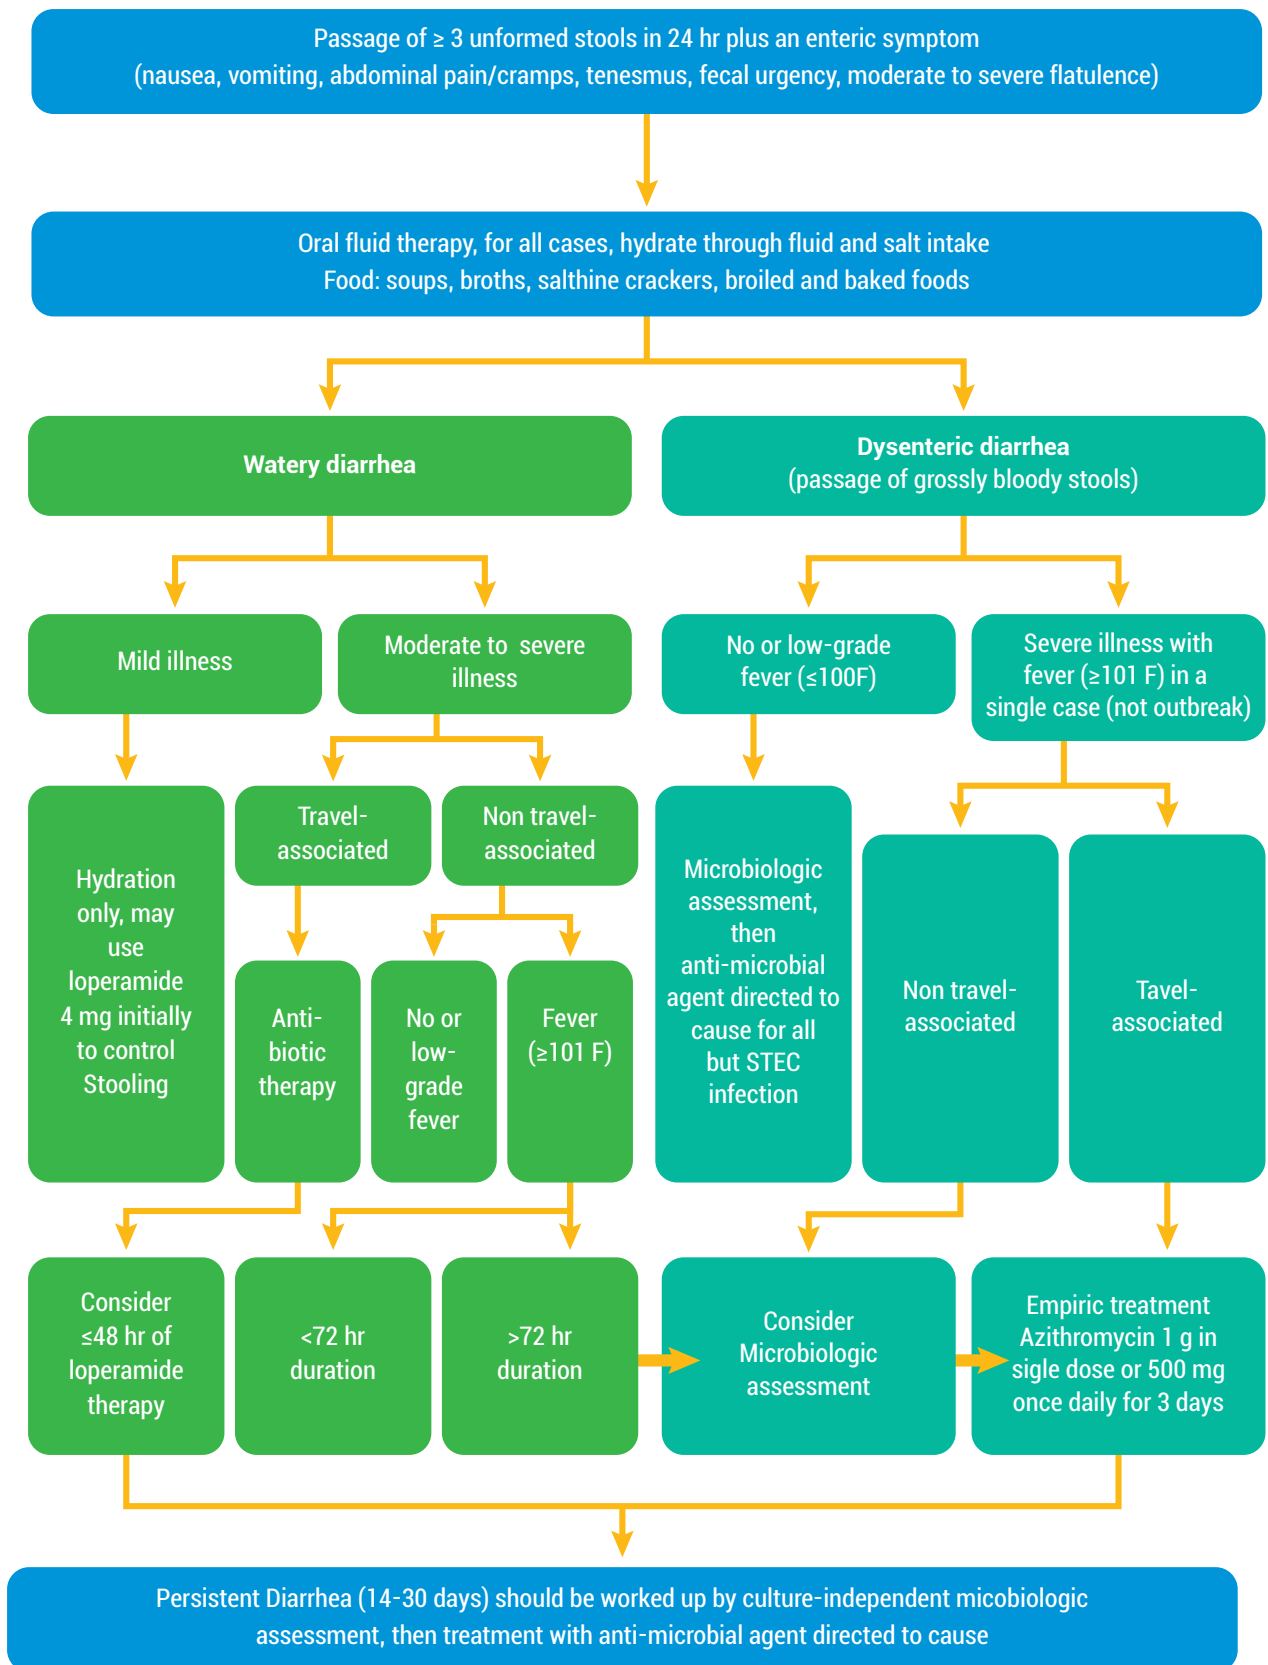 Passage of ≥ 3 unformed stools in 24 hr plus an enteric symptom
(nausea, vomiting, abdominal pain/cramps, tenesmus, fecal urgency, moderate to severe flatulence)
Oral fluid therapy, for all cases, hydrate through fluid and salt intake
Food: soups, broths, salthine crackers, broiled and baked foods
Watery diarrhea
Dysenteric diarrhea
(passage of grossly bloody stools)
Mild illness
Moderate to severe
illness
No or low-grade
fever (≤100F)
Severe illness with
fever (≥101 F) in a
single case (not outbreak)
Hydration
only, may
use
loperamide
4 mg initially
to control
Stooling
Travel-
associated
Non travel-
associated
Anti-
biotic
therapy
No or
low-
grade
fever
Fever
(≥101 F)
Microbiologic
assessment,
then
anti-microbial
agent directed to
cause for all
but STEC
infection
Non travel-
associated
Tavel-
associated
Consider
≤48 hr of
loperamide
therapy
<72 hr
duration
>72 hr
duration
Consider
Microbiologic
assessment
Empiric treatment
Azithromycin 1 g in
sigle dose or 500 mg
once daily for 3 days
Persistent Diarrhea (14-30 days) should be worked up by culture-independent micobiologic
assessment, then treatment with anti-microbial agent directed to cause